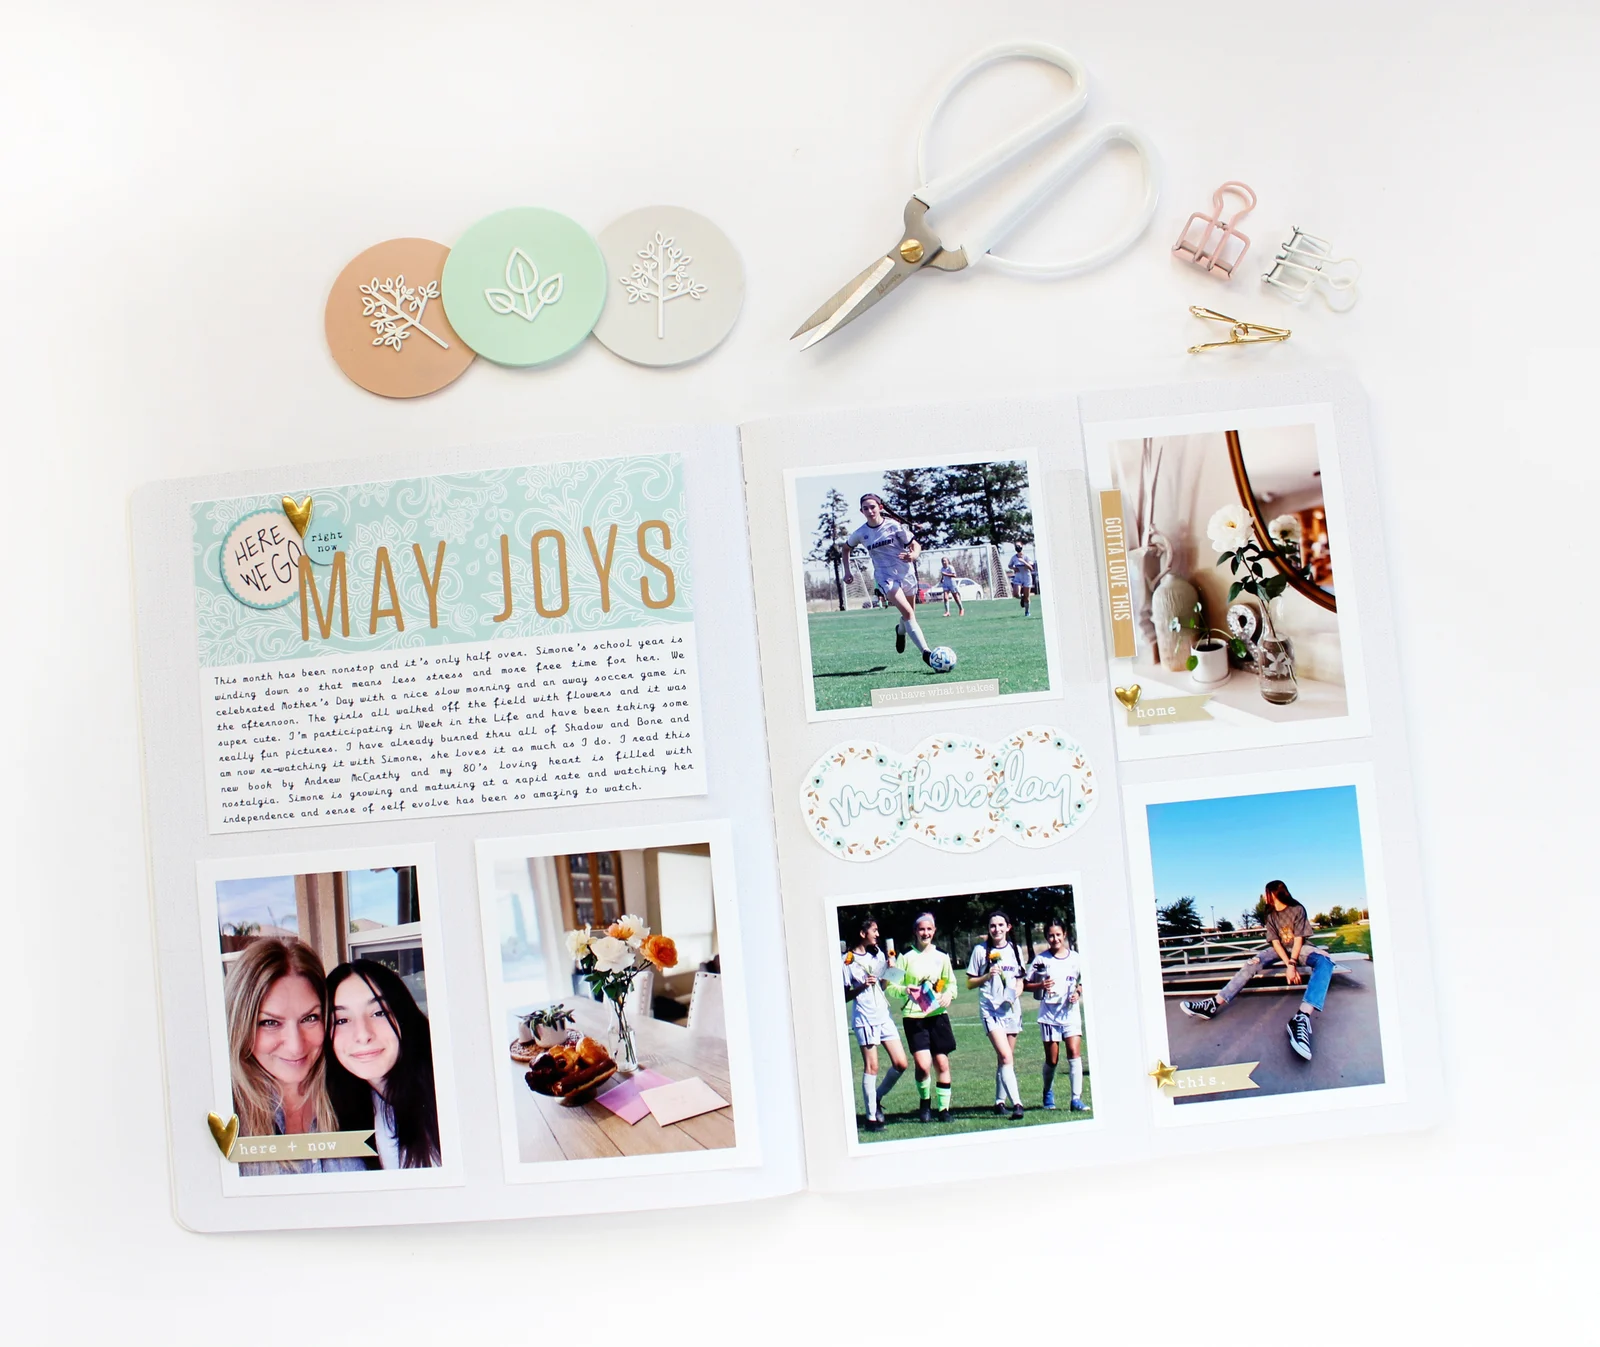 HERE
WE GO
right
now
MAY JOYS
This month has been nonstop and it's only half over. Simone's school year is
winding down so that means less stress and more free time for her. We
celebrated Mother's Day with a nice slow morning and an away soccer game in
the afternoon. The girls all walked off the field with flowers and it was
super cute. I'm participating in Week in the Life and have been taking some
really fun pictures. I have already burned thru all of Shadow and Bone and
am now re-watching it with Simone, she loves it as much as I do. I read this
new book by Andrew McCarthy and my 80's loving heart is filled with
nostalgia. Simone is growing and maturing at a rapid rate and watching her
independence and sense of self evolve has been so amazing to watch.
here + now
you have what it takes
mother's day
GOTTA LOVE THIS
home
this.